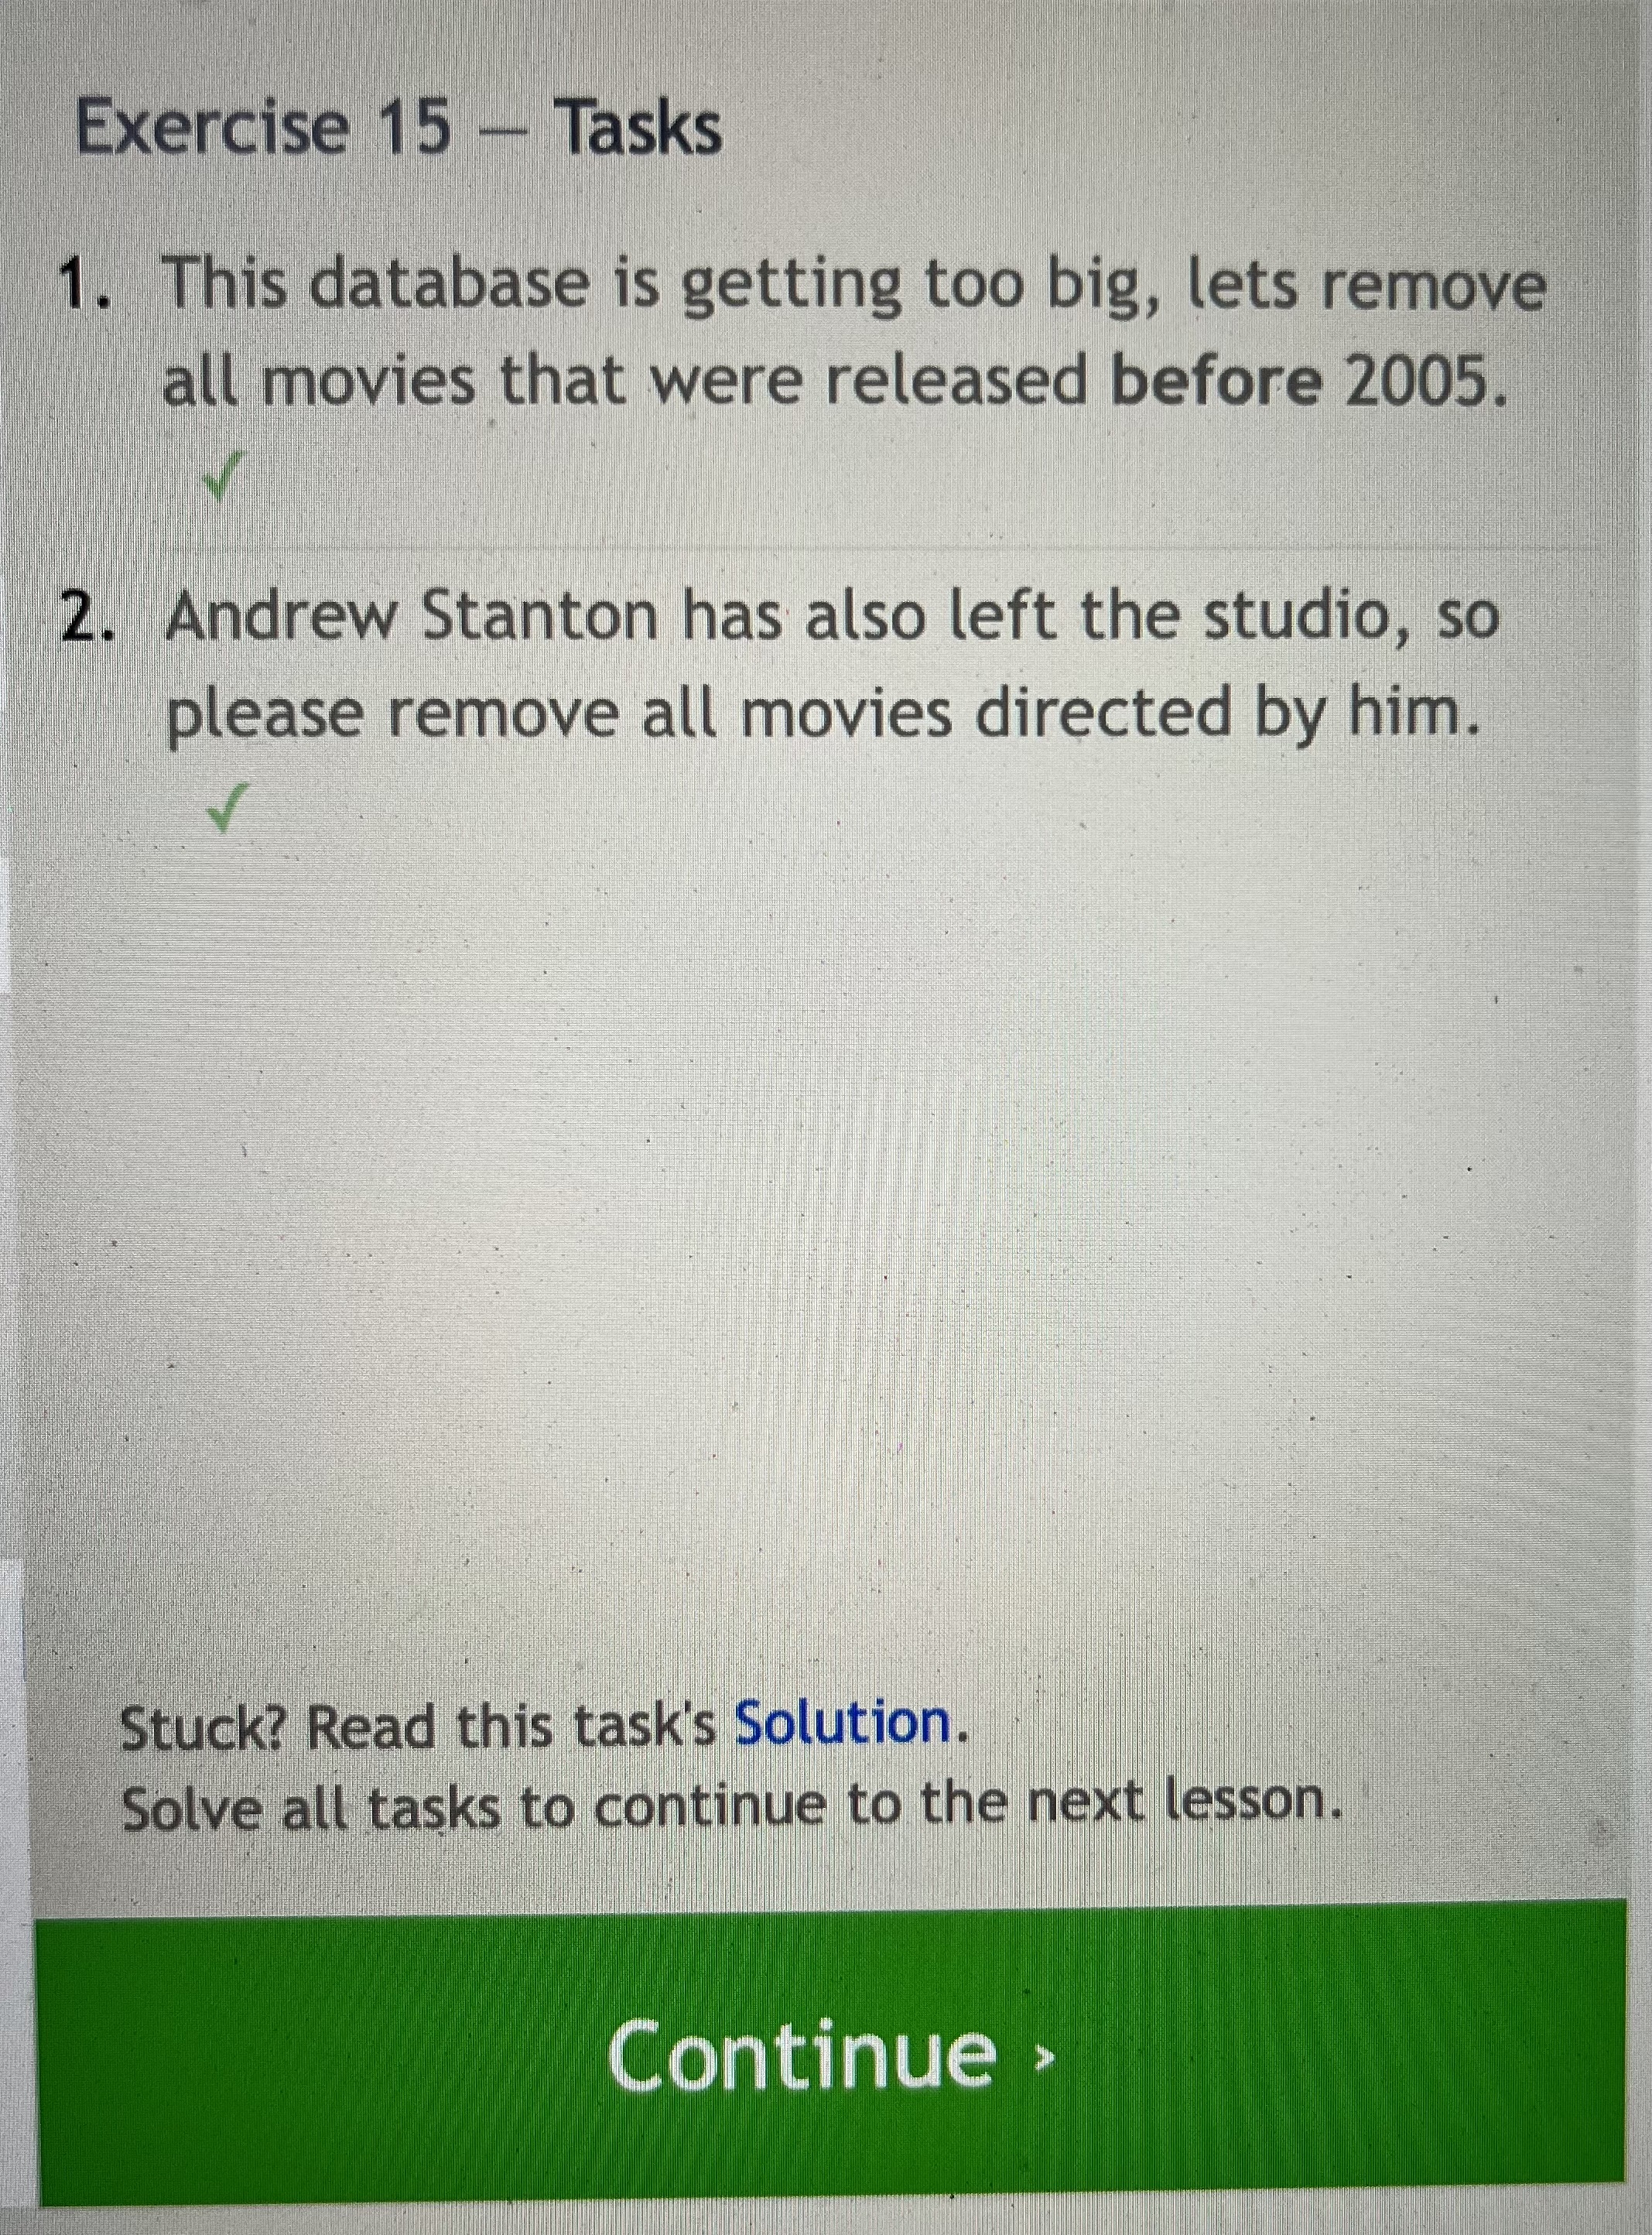 Exercise 15 — Tasks
1. This database is getting too big, lets remove
all movies that were released before 2005.
✓
2. Andrew Stanton has also left the studio, so
please remove all movies directed by him.
✓
Stuck? Read this task's Solution.
Solve all tasks to continue to the next lesson.
Continue ›